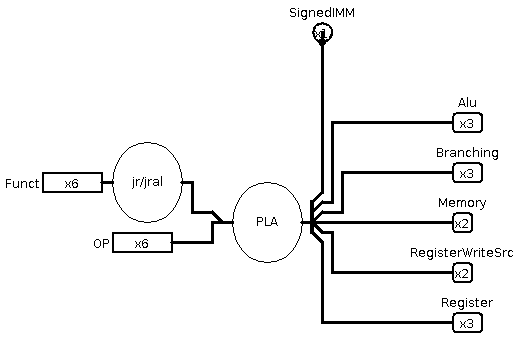 SignedIMM
x1
Alu
x3
Branching
x3
Funct
x6
jr/jral
Memory
x2
PLA
OP
x6
RegisterWriteSrc
x2
Register
x3